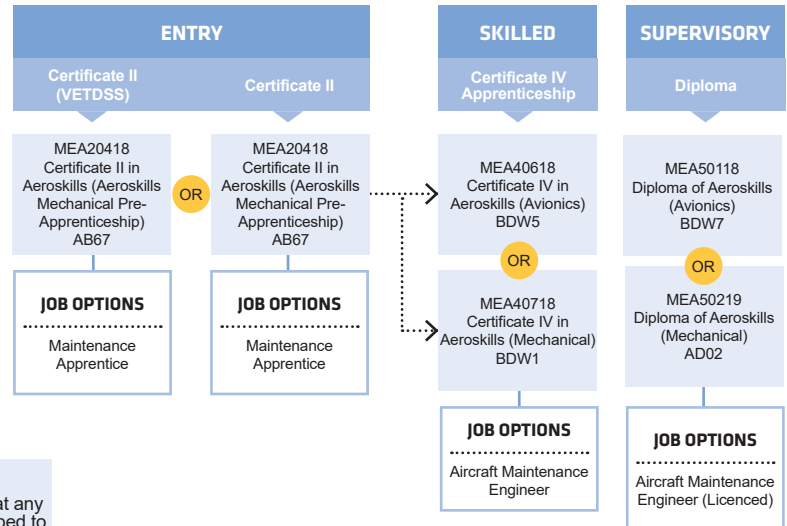 ENTRY
Certificate II
(VETDSS)
Certificate II
MEA20418
Certificate II in
Aeroskills (Aeroskills
Mechanical Pre-
Apprenticeship)
AB67
OR
MEA20418
Certificate II in
Aeroskills (Aeroskills
Mechanical Pre-
Apprenticeship)
AB67
JOB OPTIONS
Maintenance
Apprentice
JOB OPTIONS
Maintenance
Apprentice
SKILLED
Certificate IV
Apprenticeship
MEA40618
Certificate IV in
Aeroskills (Avionics)
BDW5
OR
MEA40718
Certificate IV in
Aeroskills (Mechanical)
BDW1
JOB OPTIONS
Aircraft Maintenance
Engineer
SUPERVISORY
Diploma
MEA50118
Diploma of Aeroskills
(Avionics)
BDW7
OR
MEA50219
Diploma of Aeroskills
(Mechanical)
AD02
JOB OPTIONS
Aircraft Maintenance
Engineer (Licenced)
at any
to